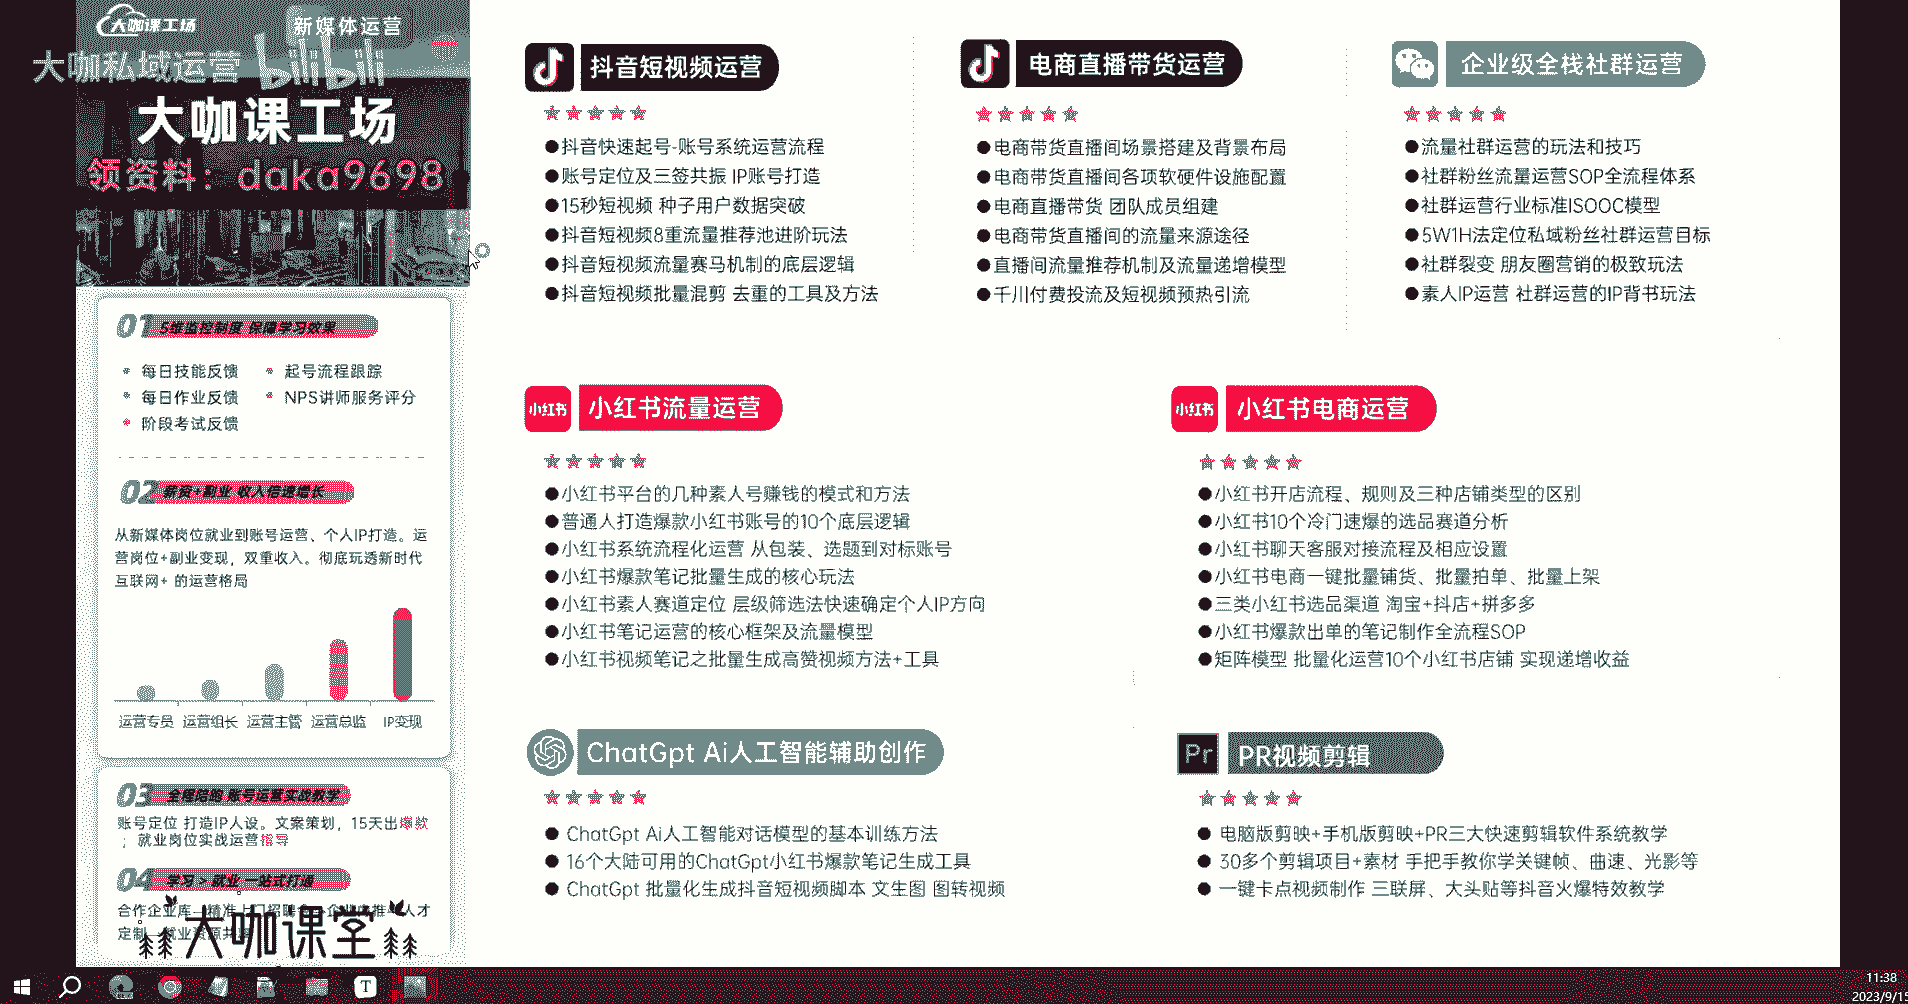 大咖课工场
新媒体运营
大咖私域运营 bilibili
大咖课工场
领资料：daka9698
01 5维监控制度 保障学习效果
每日技能反馈
起号流程跟踪
每日作业反馈
NPS讲师服务评分
阶段考试反馈
02 薪资+副业 收入倍速增长
从新媒体岗位就业到账号运营、个人IP打造。运
营岗位+副业变现，双重收入。彻底玩透新时代
互联网+ 的运营格局
运营专员 运营组长 运营主管 运营总监 IP变现
03 全程陪跑 账号运营实战教学
账号定位 打造IP人设。文案策划，15天出爆款
；就业岗位实战运营指导
04 学习>就业 一站式打通
合作企业库
人才
定制
大咖课堂
抖音短视频运营
●抖音快速起号-账号系统运营流程
●账号定位及三签共振 IP账号打造
●15秒短视频 种子用户数据突破
●抖音短视频8重流量推荐池进阶玩法
●抖音短视频流量赛马机制的底层逻辑
●抖音短视频批量混剪 去重的工具及方法
电商直播带货运营
●电商带货直播间场景搭建及背景布局
●电商带货直播间各项软硬件设施配置
●电商直播带货 团队成员组建
●电商带货直播间的流量来源途径
●直播间流量推荐机制及流量递增模型
●千川付费投流及短视频预热引流
企业级全栈社群运营
●流量社群运营的玩法和技巧
●社群粉丝流量运营SOP全流程体系
●社群运营行业标准ISOOC模型
●5W1H法定位私域粉丝社群运营目标
●社群裂变 朋友圈营销的极致玩法
●素人IP运营 社群运营的IP背书玩法
小红书 小红书流量运营
●小红书平台的几种素人号赚钱的模式和方法
●普通人打造爆款小红书账号的10个底层逻辑
●小红书系统流程化运营 从包装、选题到对标账号
●小红书爆款笔记批量生成的核心玩法
●小红书素人赛道定位 层级筛选法快速确定个人IP方向
●小红书笔记运营的核心框架及流量模型
●小红书视频笔记之批量生成高赞视频方法+工具
小红书 小红书电商运营
●小红书开店流程、规则及三种店铺类型的区别
●小红书10个冷门速爆的选品赛道分析
●小红书聊天客服对接流程及相应设置
●小红书电商一键批量铺货、批量拍单、批量上架
●三类小红书选品渠道 淘宝+抖店+拼多多
●小红书爆款出单的笔记制作全流程SOP
●矩阵模型 批量化运营10个小红书店铺 实现递增收益
ChatGpt Ai人工智能辅助创作
● ChatGpt Ai人工智能对话模型的基本训练方法
● 16个大陆可用的ChatGpt小红书爆款笔记生成工具
● ChatGpt 批量化生成抖音短视频脚本 文生图 图转视频
Pr PR视频剪辑
● 电脑版剪映+手机版剪映+PR三大快速剪辑软件系统教学
● 30多个剪辑项目+素材 手把手教你学关键帧、曲速、光影等
● 一键卡点视频制作 三联屏、大头贴等抖音火爆特效教学
T
11:38
2023/9/15